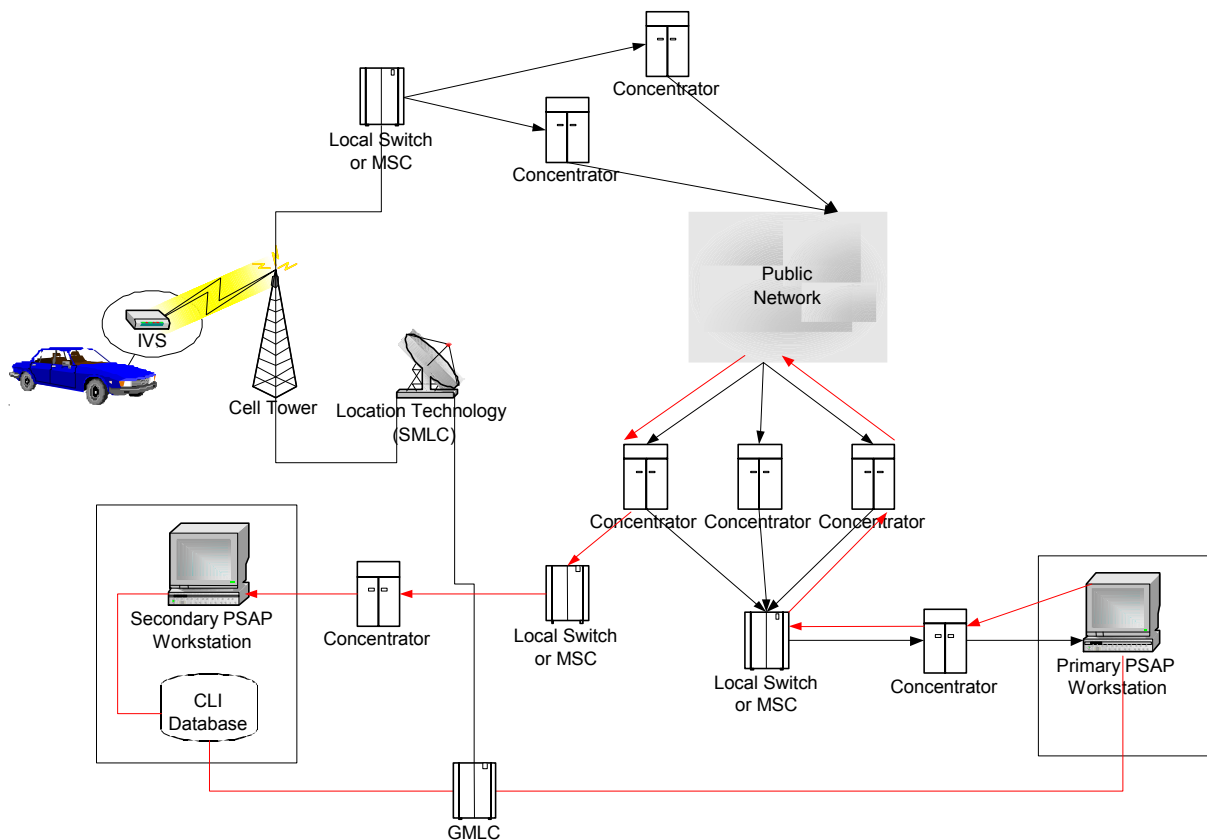 Concentrator
Local Switch
or MSC
Concentrator
Public
Network
IVS
Cell Tower
Location Technology
(SMLC)
Concentrator
Concentrator
Concentrator
Secondary PSAP
Workstation
Concentrator
Local Switch
or MSC
Local Switch
or MSC
Concentrator
Primary PSAP
Workstation
CLI
Database
GMLC